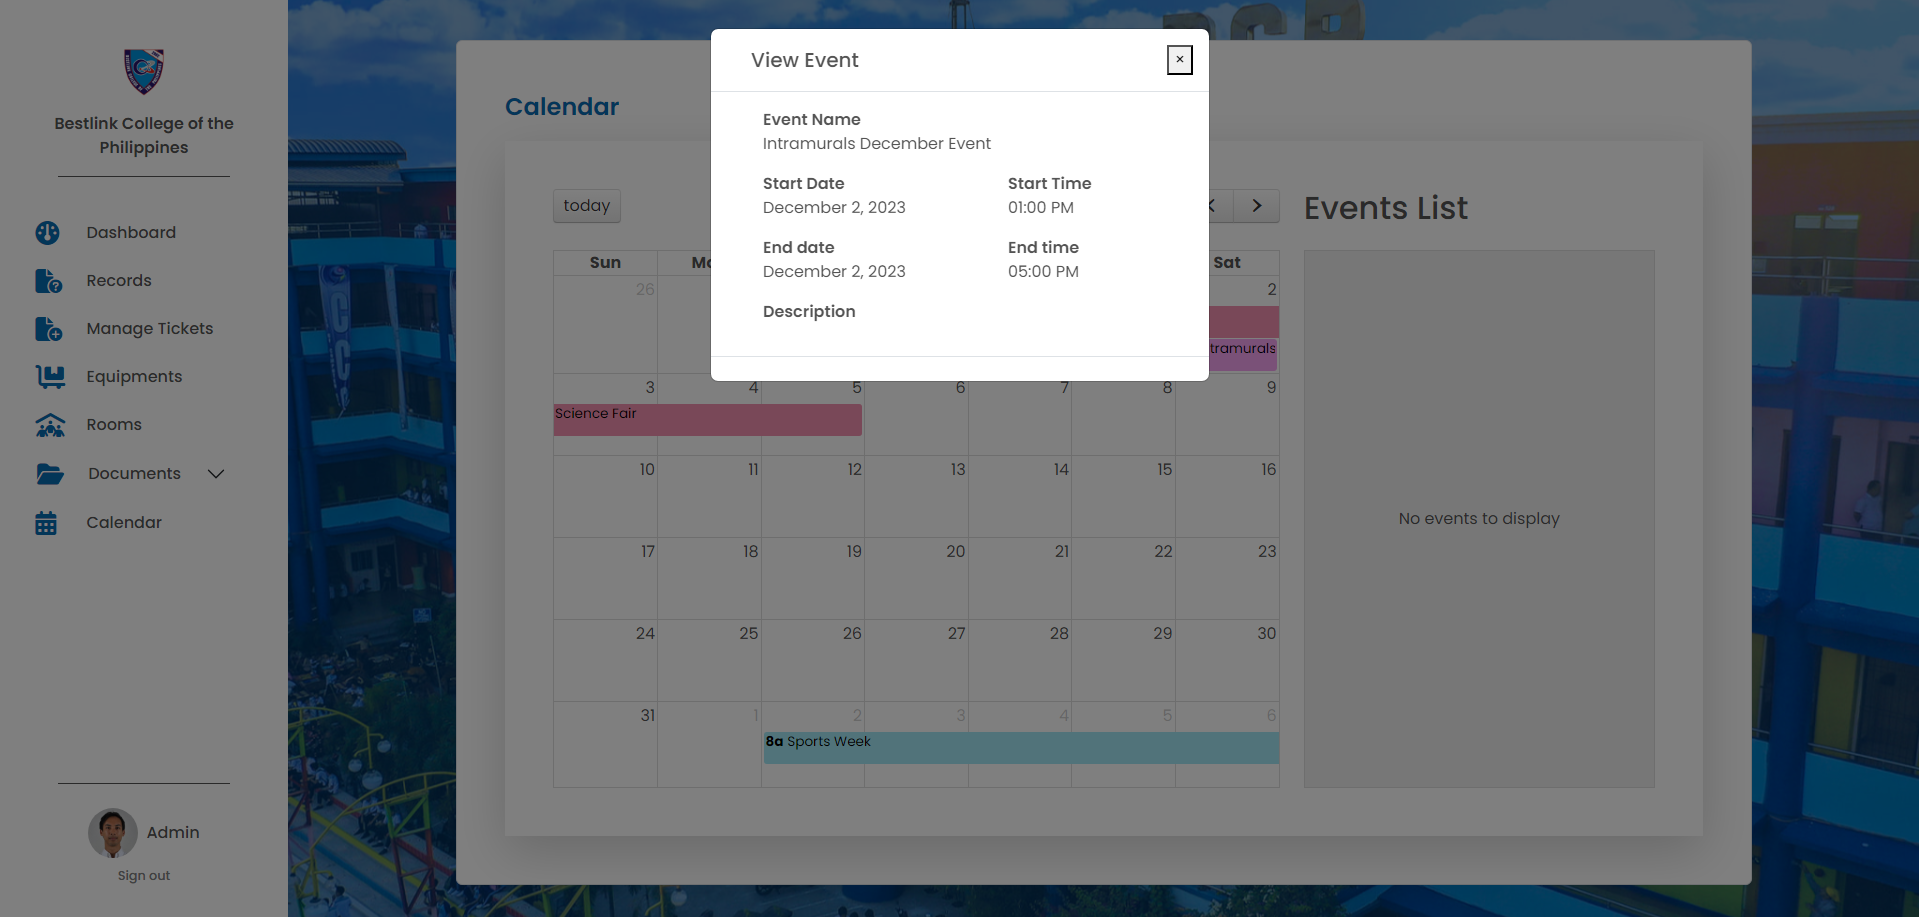 Bestlink College of the
Philippines
Dashboard
Records
Manage Tickets
Equipments
Rooms
Documents
Calendar
Admin
Sign out
Calendar
today
Sun
Sat
26
2
tramurals
3 4 5 6 7 8 9
Science Fair
10 11 12 13 14 15 16
17 18 19 20 21 22 23
24 25 26 27 28 29 30
31 1 2 3 4 5 6
8a Sports Week
Events List
No events to display
View Event
×
Event Name
Intramurals December Event
Start Date Start Time
December 2, 2023 01:00 PM
End date End time
December 2, 2023 05:00 PM
Description